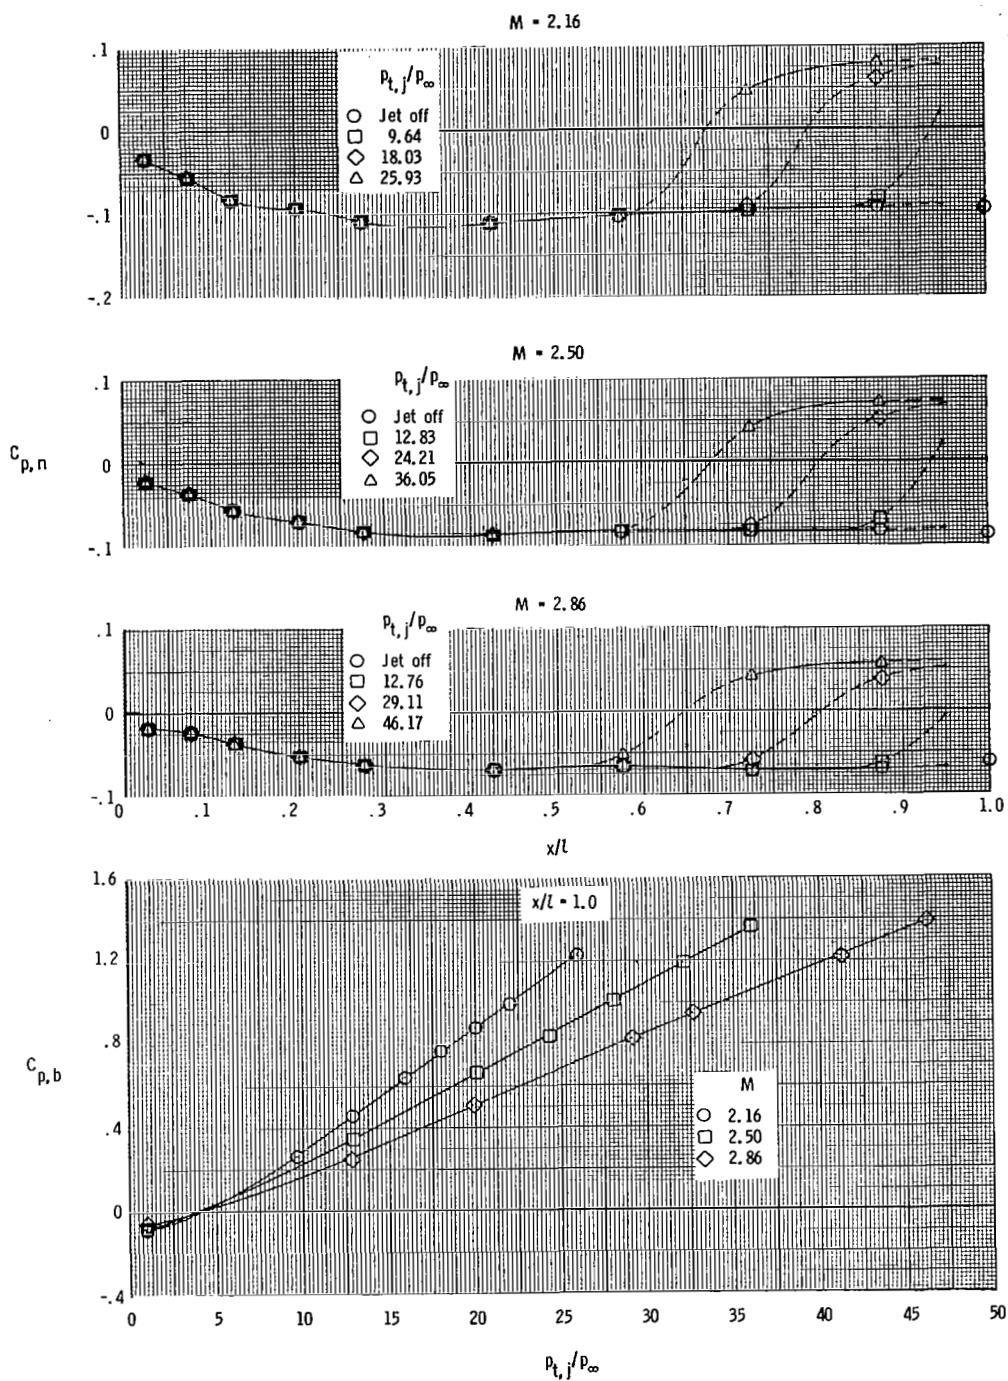 M = 2.16
.1
0
-.1
-.2
p_t,j/p_∞
Jet off
9.64
18.03
25.93
M = 2.50
C_p,n
.1
0
-.1
p_t,j/p_∞
Jet off
12.83
24.21
36.05
M = 2.86
.1
0
-.1
p_t,j/p_∞
Jet off
12.76
29.11
46.17
0 .1 .2 .3 .4 .5 .6 .7 .8 .9 1.0
x/l
C_p,b
1.6
1.2
.8
.4
0
-.4
x/l = 1.0
M
2.16
2.50
2.86
0 5 10 15 20 25 30 35 40 45 50
p_t,j/p_∞